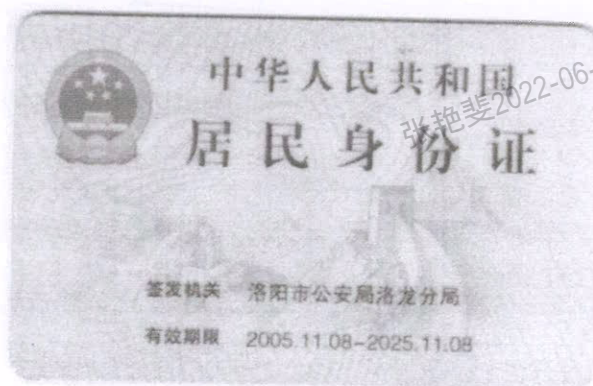 中华人民共和国
张艳斐2022-06-
居民身份证
签发机关 洛阳市公安局洛龙分局
有效期限 2005.11.08-2025.11.08